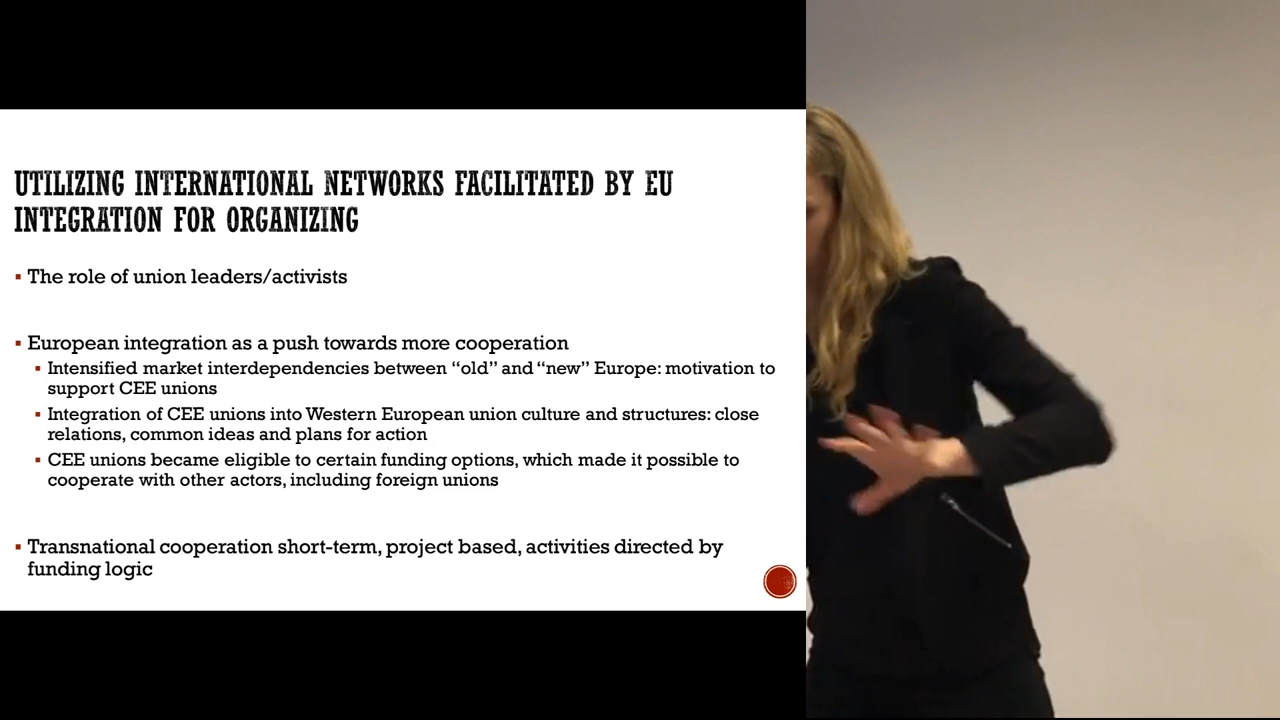 UTILIZING INTERNATIONAL NETWORKS FACILITATED BY EU
INTEGRATION FOR ORGANIZING
▪ The role of union leaders/activists
▪ European integration as a push towards more cooperation
▪ Intensified market interdependencies between “old” and “new” Europe: motivation to
support CEE unions
▪ Integration of CEE unions into Western European union culture and structures: close
relations, common ideas and plans for action
▪ CEE unions became eligible to certain funding options, which made it possible to
cooperate with other actors, including foreign unions
▪ Transnational cooperation short-term, project based, activities directed by
funding logic